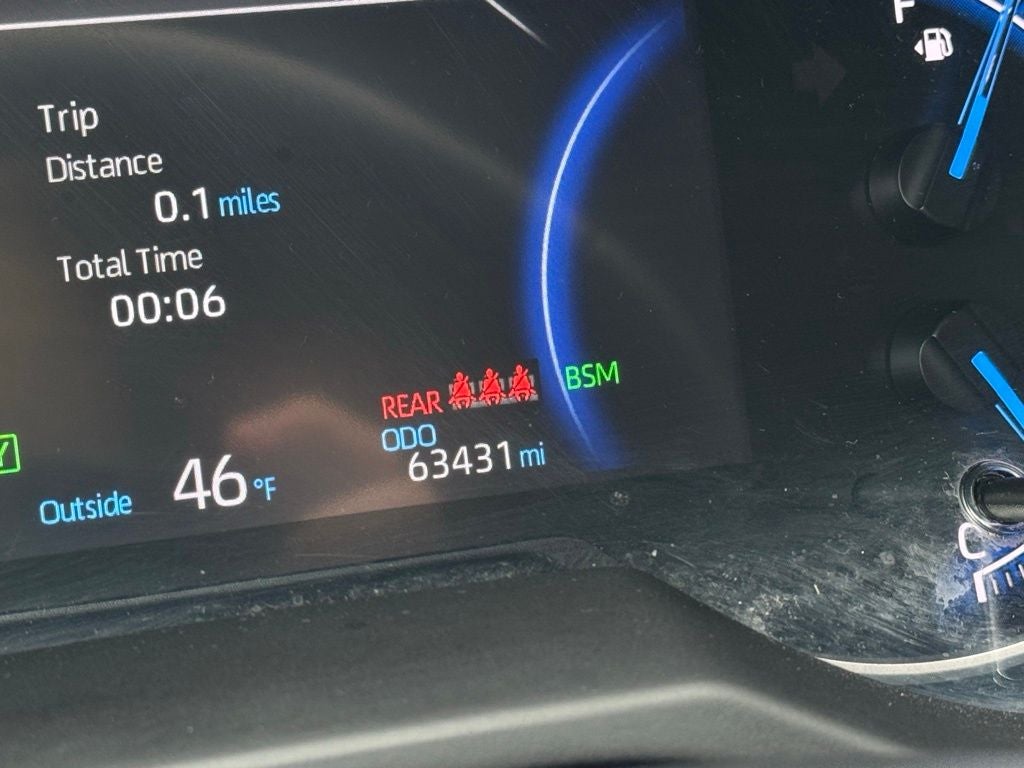 F
Trip
Distance
0.1 miles
Total Time
00:06
REAR
BSM
ODO
63431 mi
Y
Outside 46 °F
C